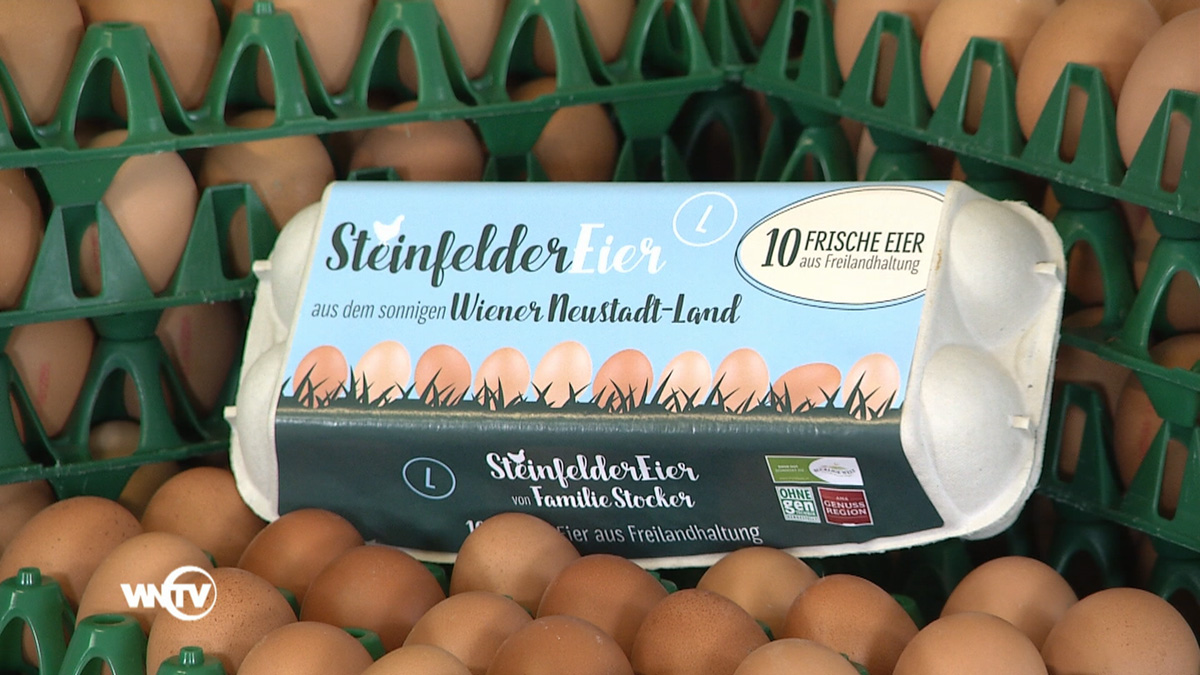 SteinfelderEier
L
10 FRISCHE EIER
aus Freilandhaltung
aus dem sonnigen Wiener Neustadt-Land
L
SteinfelderEier
von Familie Stocker
Eier aus Freilandhaltung
OHNE
gen
AMA
GENUSS
REGION
WNTV